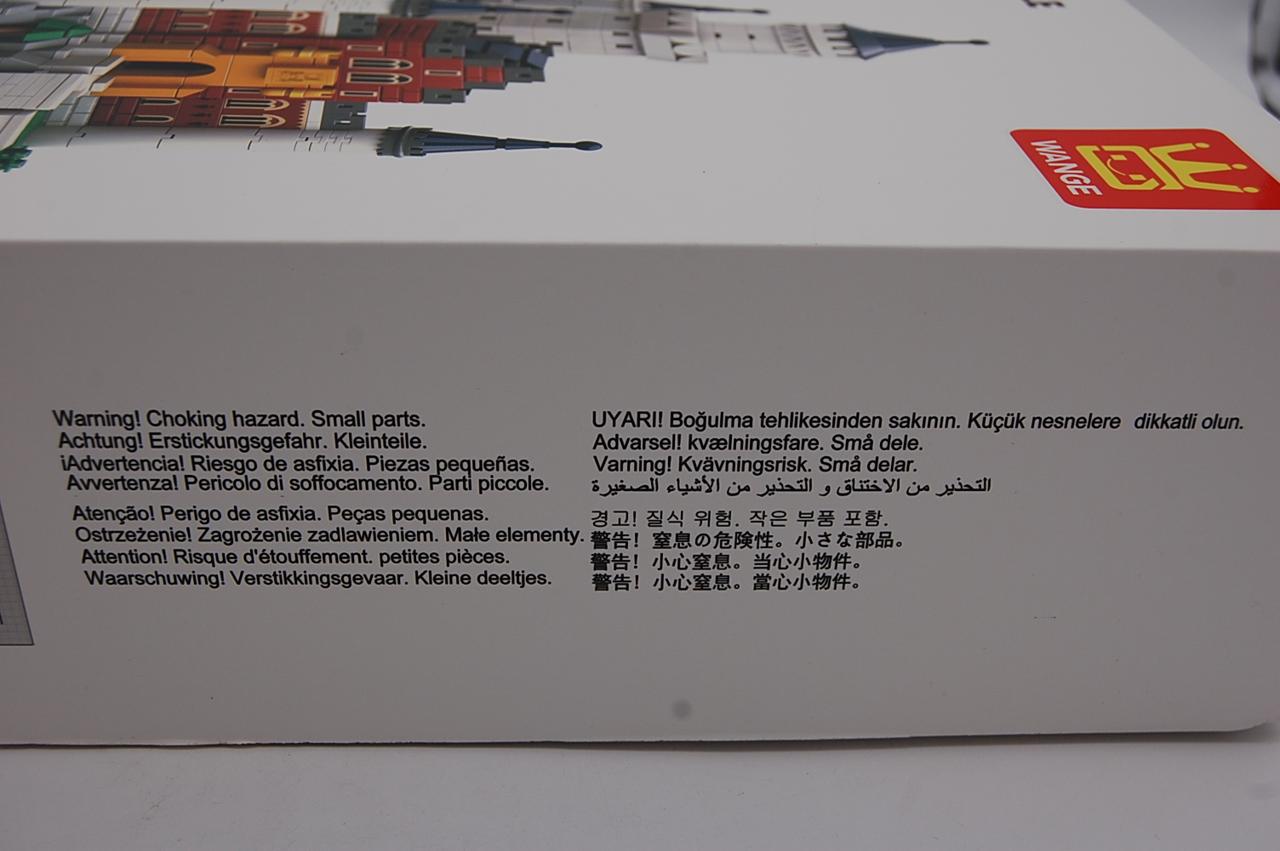 WANGE
Warning! Choking hazard. Small parts.
Achtung! Erstickungsgefahr. Kleinteile.
¡Advertencia! Riesgo de asfixia. Piezas pequeñas.
Avvertenza! Pericolo di soffocamento. Parti piccole.
Atenção! Perigo de asfixia. Peças pequenas.
Ostrzeżenie! Zagrożenie zadlawieniem. Małe elementy.
Attention! Risque d'étouffement. petites pièces.
Waarschuwing! Verstikkingsgevaar. Kleine deeltjes.
UYARI! Boğulma tehlikesinden sakının. Küçük nesnelere dikkatli olun.
Advarsel! kvælningsfare. Små dele.
Varning! Kvävningsrisk. Små delar.
التحذير من الاختناق و التحذير من الأشياء الصغيرة
경고! 질식 위험. 작은 부품 포함.
警告! 窒息の危険性。小さな部品。
警告! 小心窒息。当心小物件。
警告! 小心窒息。當心小物件。